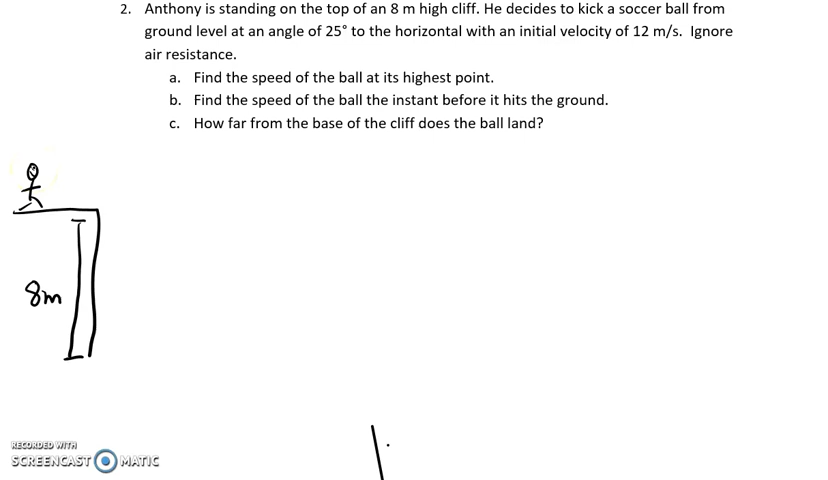 2. Anthony is standing on the top of an 8 m high cliff. He decides to kick a soccer ball from
ground level at an angle of 25° to the horizontal with an initial velocity of 12 m/s. Ignore
air resistance.
a. Find the speed of the ball at its highest point.
b. Find the speed of the ball the instant before it hits the ground.
c. How far from the base of the cliff does the ball land?
8m
RECORDED WITH
SCREENCAST O MATIC